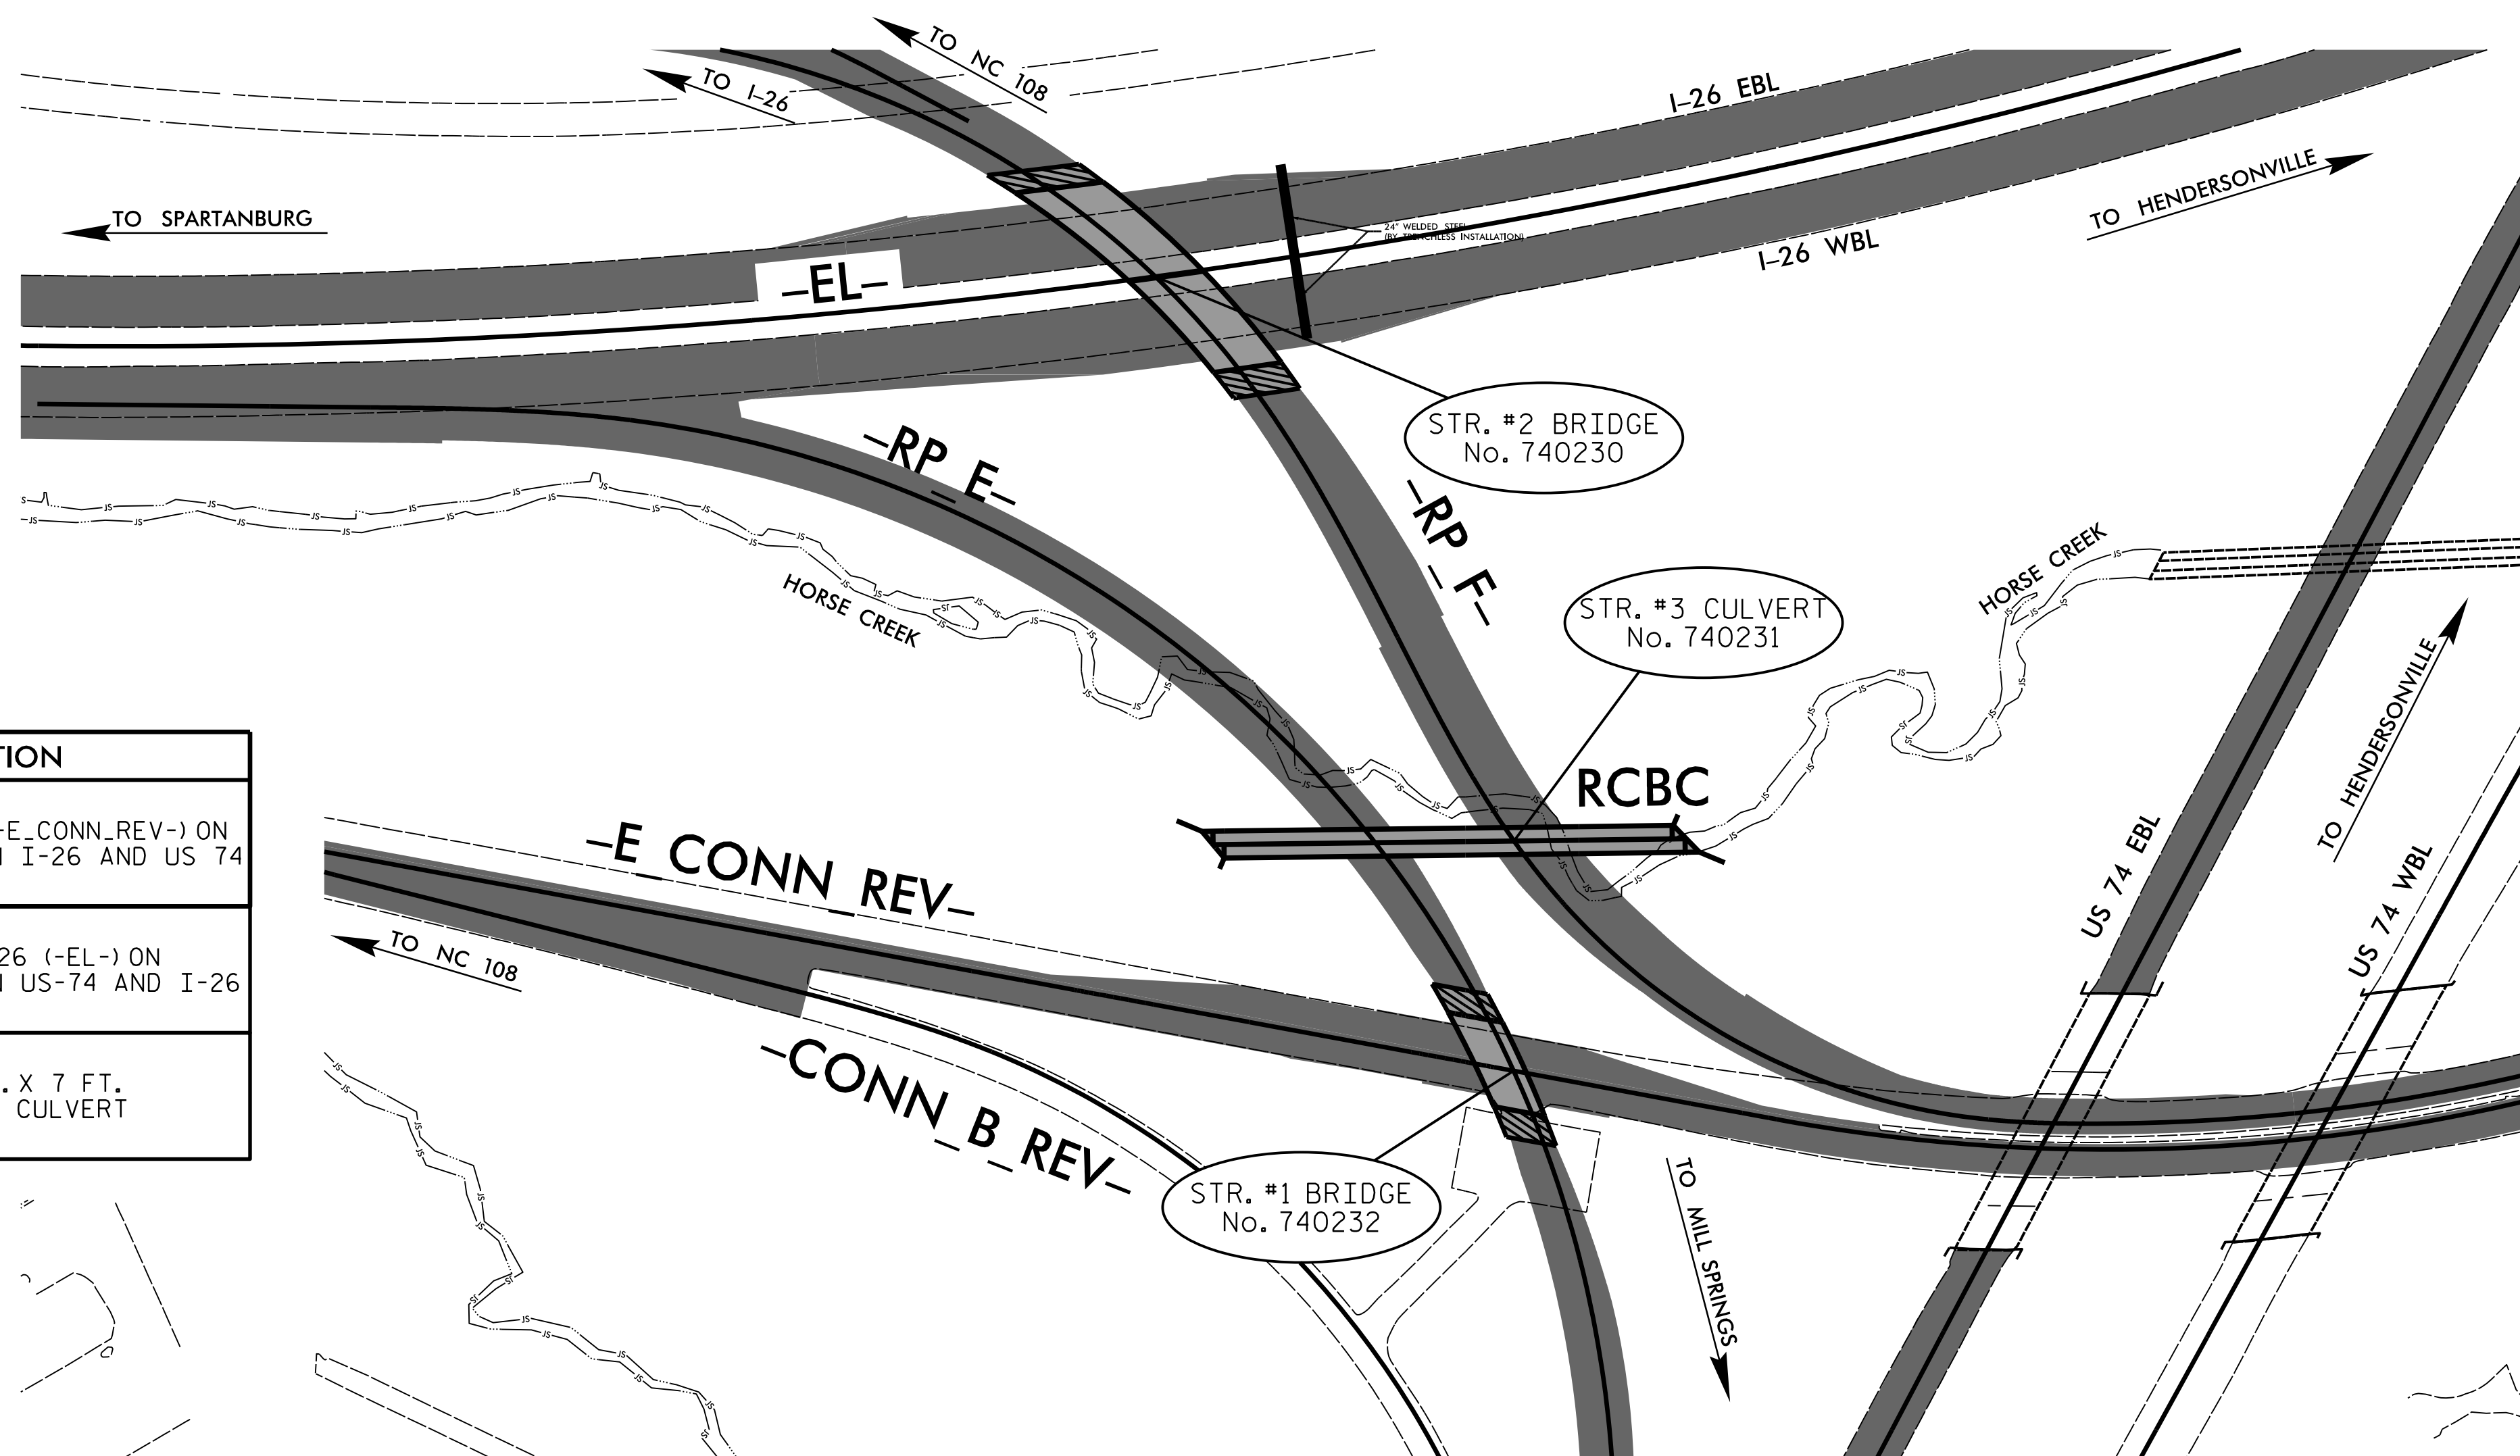 TO NC 108
TO I-26
I-26 EBL
TO HENDERSONVILLE
TO SPARTANBURG
24" WELDED STEEL
(BY TRENCHLESS INSTALLATION)
I-26 WBL
-EL-
STR. #2 BRIDGE
No. 740230
-RP_E-
-RP_F-
HORSE CREEK
HORSE CREEK
STR. #3 CULVERT
No. 740231
TO HENDERSONVILLE
RCBC
US 74 EBL
US 74 WBL
-E_CONN_REV-
TO NC 108
-CONN_B_REV-
STR. #1 BRIDGE
No. 740232
TO MILL SPRINGS
TION
-E_CONN_REV-) ON
I-26 AND US 74
26 (-EL-) ON
US-74 AND I-26
. X 7 FT.
CULVERT